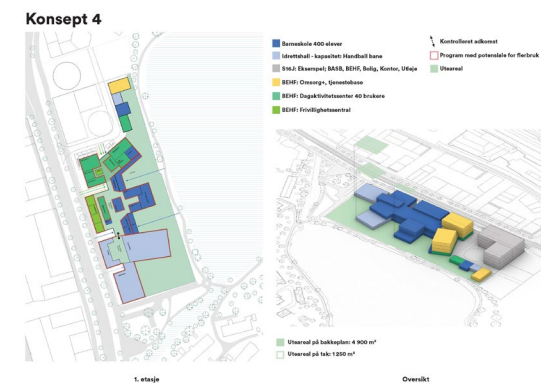 Konsept 4
Barneskole 400 elever
Idrettshall - kapasitet: Handball bane
S16J: Eksempel; BASB, BEHF, Bolig, Kontor, Utleie
BEHF: Omsorg+, tjenestebase
BEHF: Dagaktivitetssenter 40 brukere
BEHF: Frivillighetssentral
Kontrolleret adkomst
Program med potensiale for flerbruk
Uteareal
Uteareal på bakkeplan: 4 900 m²
Uteareal på tak: 1 250 m²
1. etasje
Oversikt